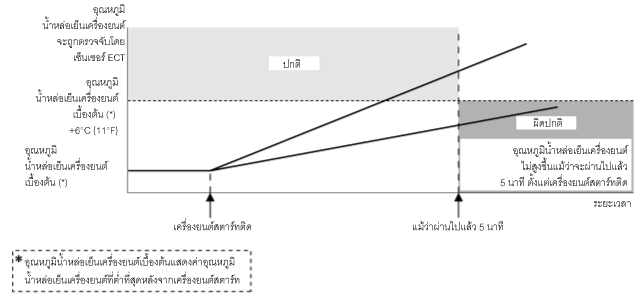 อุณหภูมิ
น้ำหล่อเย็นเครื่องยนต์
จะถูกตรวจจับโดย
เซ็นเซอร์ ECT
ปกติ
อุณหภูมิ
น้ำหล่อเย็นเครื่องยนต์
เบื้องต้น (*)
+6°C {11°F}
ผิดปกติ
อุณหภูมิ
น้ำหล่อเย็นเครื่องยนต์
เบื้องต้น (*)
อุณหภูมิน้ำหล่อเย็นเครื่องยนต์
ไม่สูงขึ้นแม้ว่าจะผ่านไปแล้ว
5 นาที ตั้งแต่เครื่องยนต์สตาร์ทติด
ระยะเวลา
เครื่องยนต์สตาร์ทติด
แม้ว่าผ่านไปแล้ว 5 นาที
* อุณหภูมิน้ำหล่อเย็นเครื่องยนต์เบื้องต้นแสดงค่าอุณหภูมิ
น้ำหล่อเย็นเครื่องยนต์ที่ต่ำที่สุดหลังจากเครื่องยนต์สตาร์ท